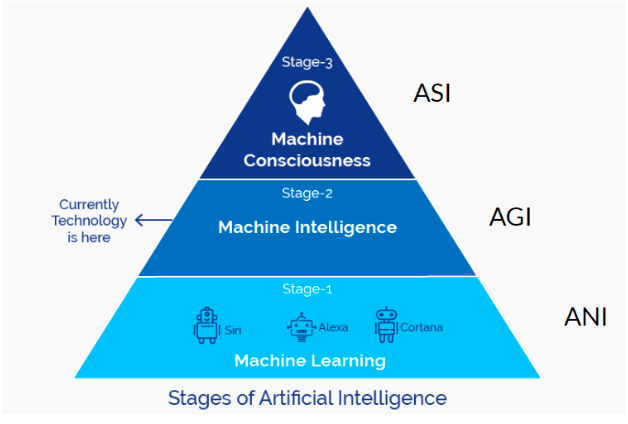 Stage-3
ASI
Machine
Consciousness
Stage-2
Currently
Technology
is here
Machine Intelligence
AGI
Stage-1
Siri
Alexa
Cortana
ANI
Machine Learning
Stages of Artificial Intelligence